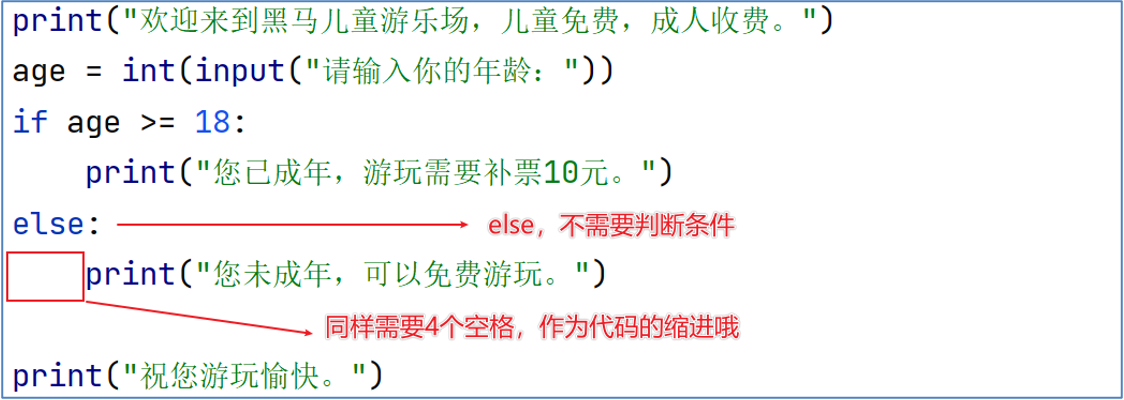 print("欢迎来到黑马儿童游乐场，儿童免费，成人收费。")
age = int(input("请输入你的年龄："))
if age >= 18:
    print("您已成年，游玩需要补票10元。")
else:
else，不需要判断条件
    print("您未成年，可以免费游玩。")
同样需要4个空格，作为代码的缩进哦
print("祝您游玩愉快。")